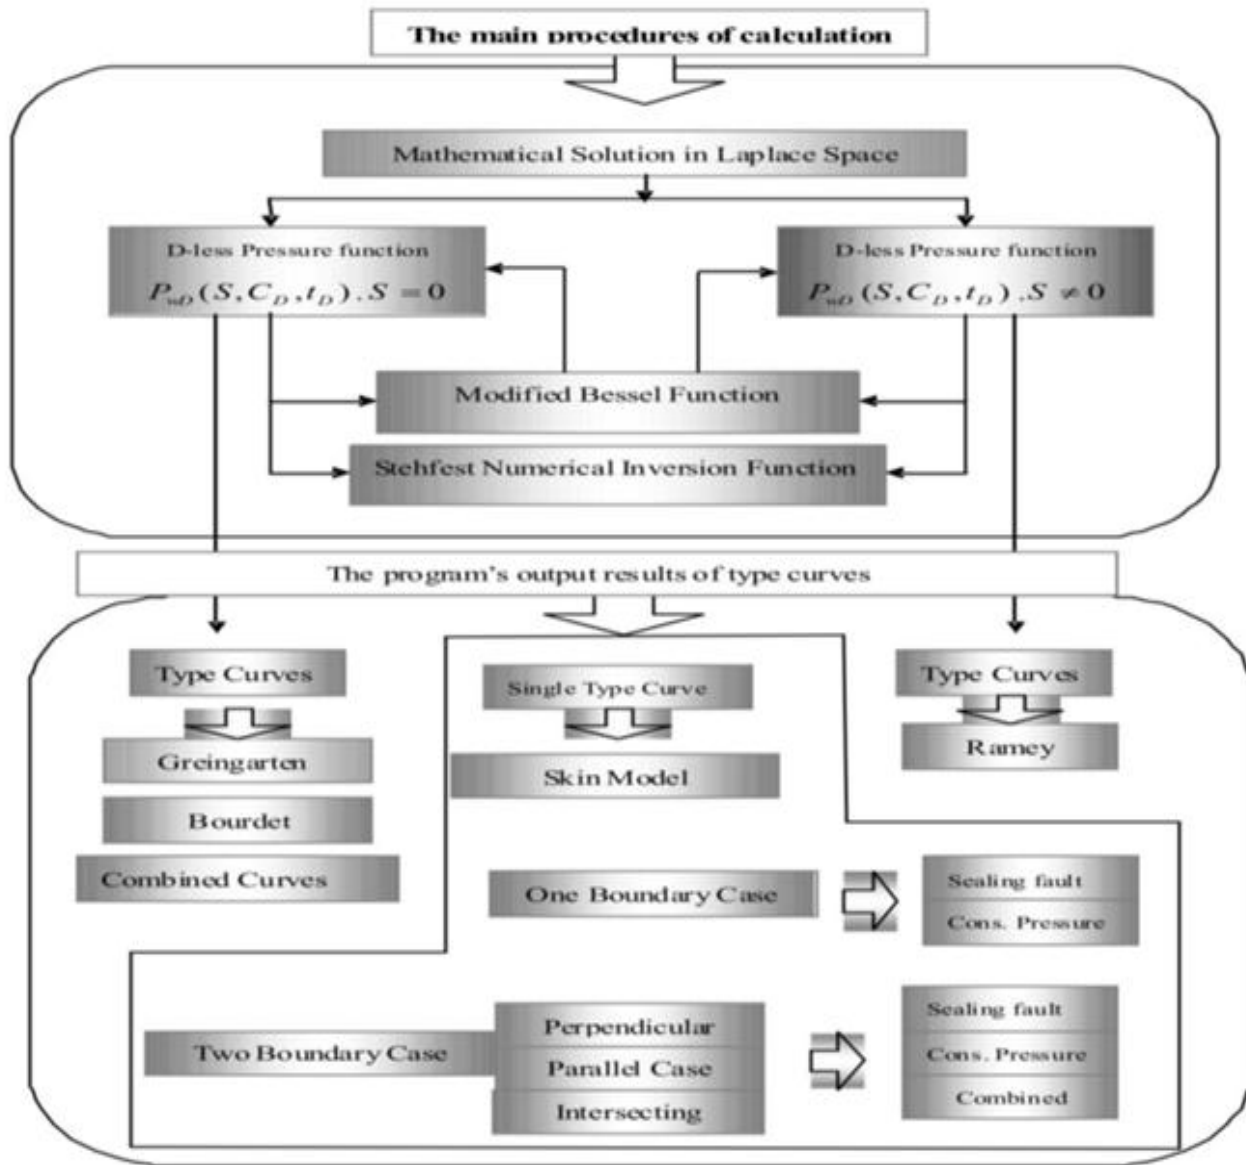 The main procedures of calculation
Mathematical Solution in Laplace Space
D-less Pressure function
P_wD (S, C_D, t_D) . S = 0
D-less Pressure function
P_wD (S, C_D, t_D) . S ≠ 0
Modified Bessel Function
Stehfest Numerical Inversion Function
The program's output results of type curves
Type Curves
Greingarten
Bourdet
Combined Curves
Single Type Curve
Skin Model
Type Curves
Ramey
One Boundary Case
Sealing fault
Cons. Pressure
Two Boundary Case
Perpendicular
Parallel Case
Intersecting
Sealing fault
Cons. Pressure
Combined